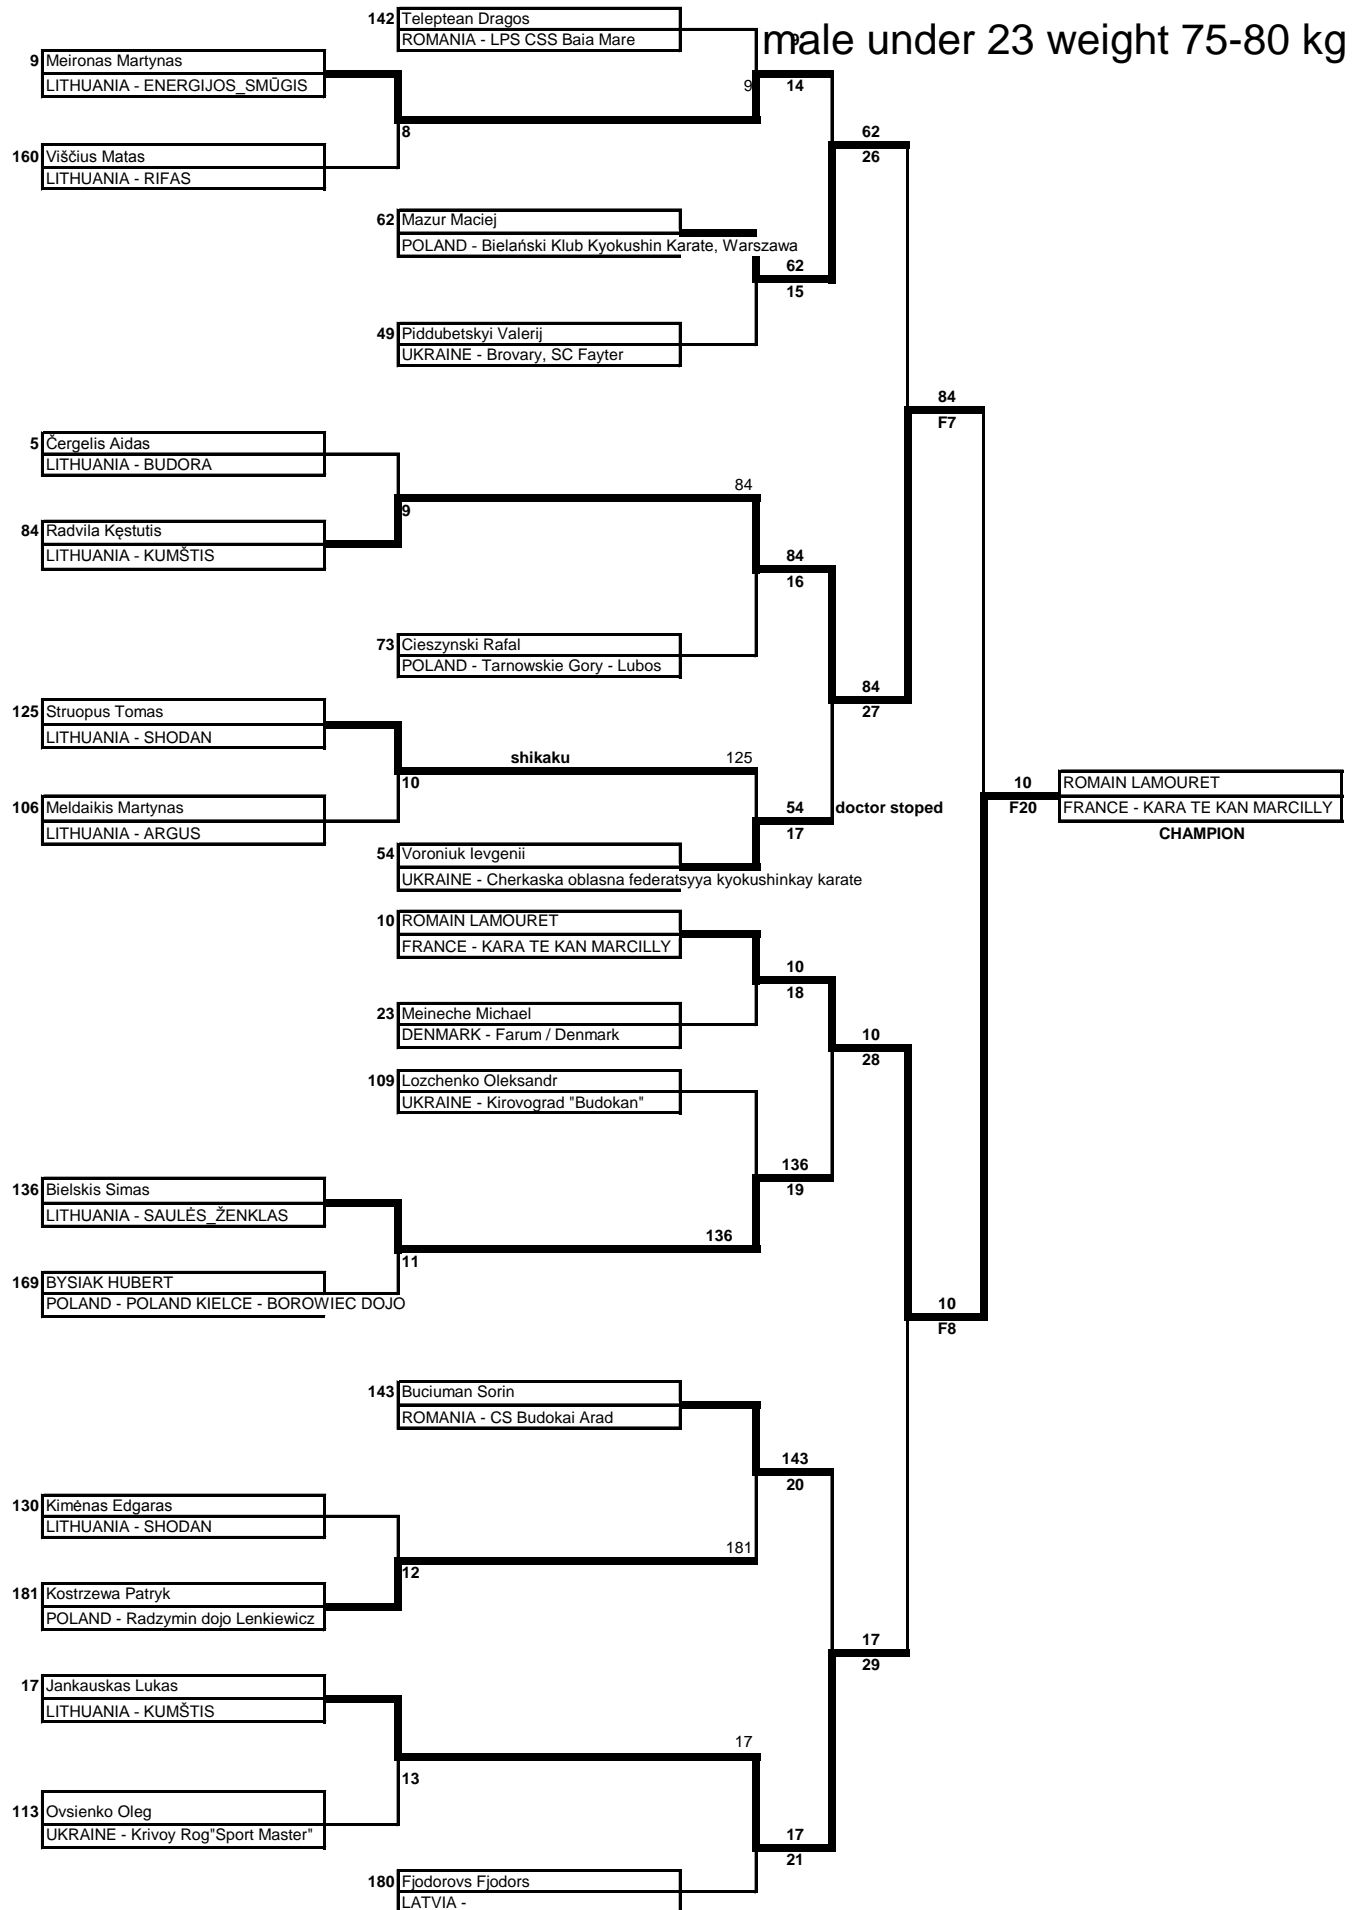 142 Teleptean Dragos
ROMANIA - LPS CSS Baia Mare
male under 23 weight 75-80 kg
9
9 Meironas Martynas
LITHUANIA - ENERGIJOS_SMŪGIS
9
14
8
62
26
160 Viščius Matas
LITHUANIA - RIFAS
62 Mazur Maciej
POLAND - Bielański Klub Kyokushin Karate, Warszawa
62
15
49 Piddubetskyi Valerij
UKRAINE - Brovary, SC Fayter
84
F7
5 Čergelis Aidas
LITHUANIA - BUDORA
84
9
84 Radvila Kęstutis
LITHUANIA - KUMŠTIS
84
16
73 Cieszynski Rafal
POLAND - Tarnowskie Gory - Lubos
84
27
125 Struopus Tomas
LITHUANIA - SHODAN
shikaku
125
10
10 ROMAIN LAMOURET
F20 FRANCE - KARA TE KAN MARCILLY
CHAMPION
106 Meldaikis Martynas
LITHUANIA - ARGUS
54 doctor stoped
17
54 Voroniuk Ievgenii
UKRAINE - Cherkaska oblasna federatsyya kyokushinkay karate
10 ROMAIN LAMOURET
FRANCE - KARA TE KAN MARCILLY
10
18
23 Meineche Michael
DENMARK - Farum / Denmark
10
28
109 Lozchenko Oleksandr
UKRAINE - Kirovograd "Budokan"
136
19
136 Bielskis Simas
LITHUANIA - SAULĖS_ŽENKLAS
136
11
169 BYSIAK HUBERT
POLAND - POLAND KIELCE - BOROWIEC DOJO
10
F8
143 Buciuman Sorin
ROMANIA - CS Budokai Arad
143
20
130 Kimėnas Edgaras
LITHUANIA - SHODAN
181
12
181 Kostrzewa Patryk
POLAND - Radzymin dojo Lenkiewicz
17
29
17 Jankauskas Lukas
LITHUANIA - KUMŠTIS
17
13
113 Ovsienko Oleg
UKRAINE - Krivoy Rog"Sport Master"
17
21
180 Fjodorovs Fjodors
LATVIA -